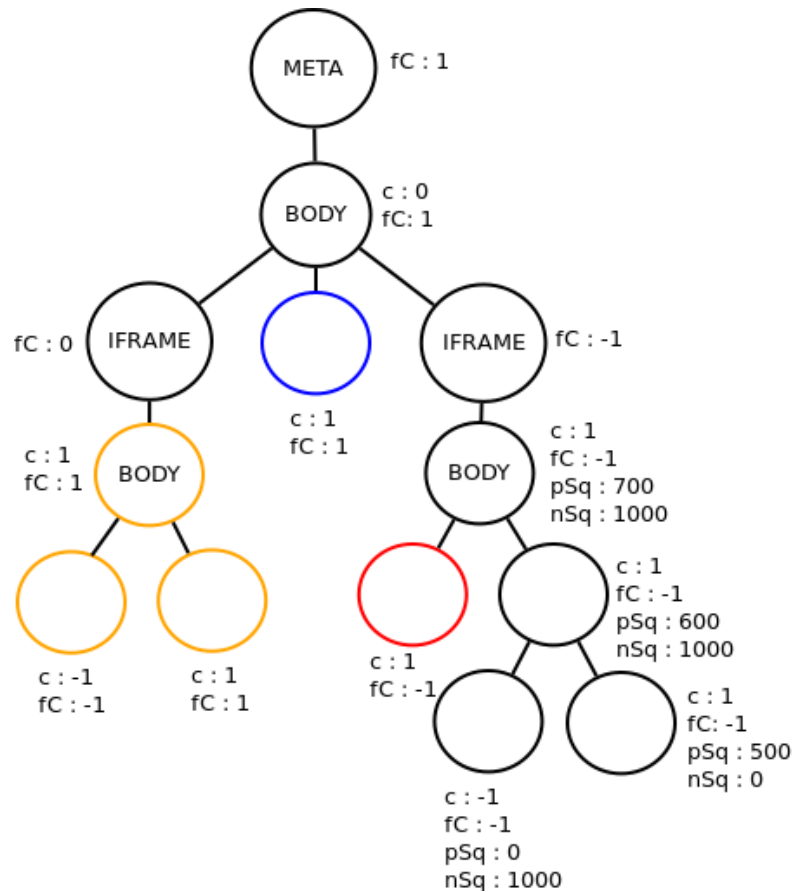 META
fC : 1
BODY
c : 0
fC: 1
fC : 0
IFRAME
IFRAME
fC : -1
c : 1
fC : 1
c : 1
fC : 1
BODY
BODY
c : 1
fC : -1
pSq : 700
nSq : 1000
c : 1
fC : -1
pSq : 600
nSq : 1000
c : -1
fC : -1
c : 1
fC : 1
c : 1
fC : -1
c : 1
fC: -1
pSq : 500
nSq : 0
c : -1
fC : -1
pSq : 0
nSq : 1000